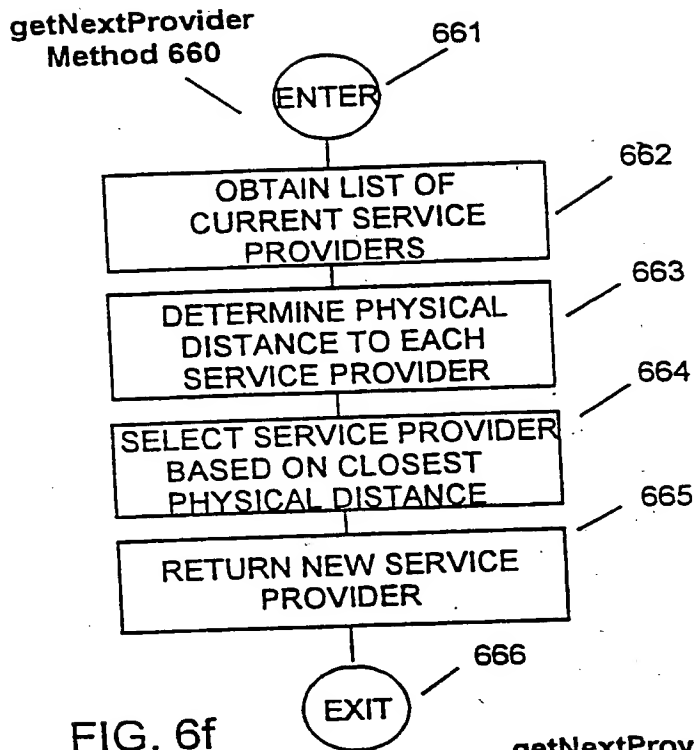 getNextProvider
Method 660
661
ENTER
662
OBTAIN LIST OF
CURRENT SERVICE
PROVIDERS
663
DETERMINE PHYSICAL
DISTANCE TO EACH
SERVICE PROVIDER
664
SELECT SERVICE PROVIDER
BASED ON CLOSEST
PHYSICAL DISTANCE
665
RETURN NEW SERVICE
PROVIDER
666
EXIT
FIG. 6f
getNextProv